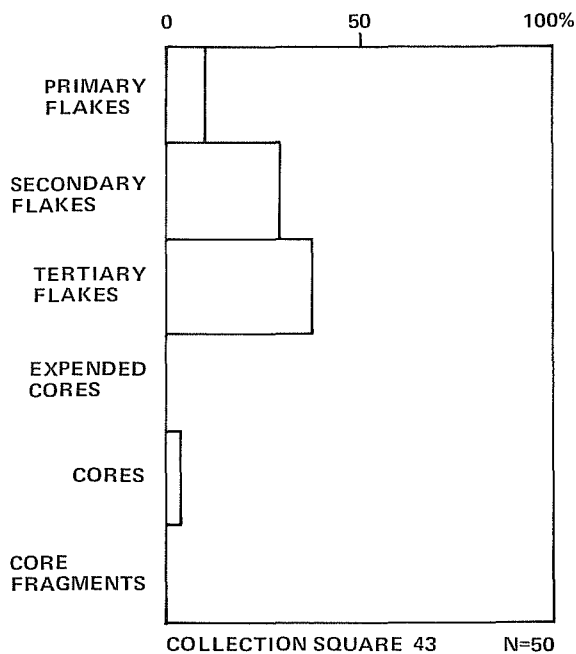 0 50 100%
PRIMARY
FLAKES
SECONDARY
FLAKES
TERTIARY
FLAKES
EXPENDED
CORES
CORES
CORE
FRAGMENTS
COLLECTION SQUARE 43 N=50